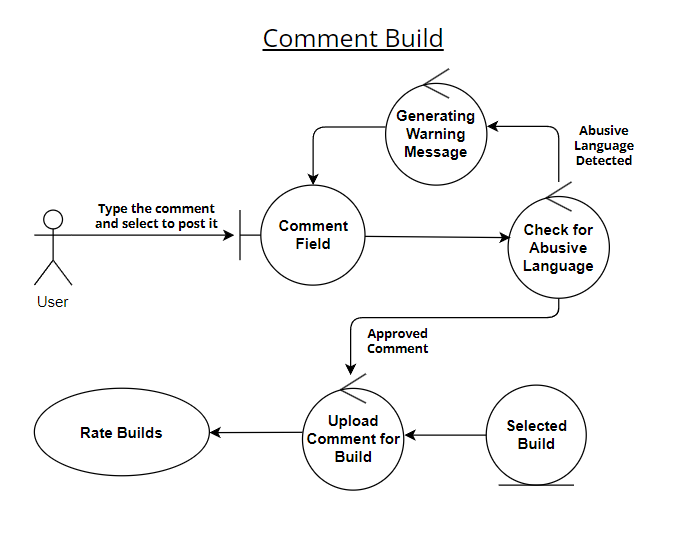 Comment Build
Generating
Warning
Message
Abusive
Language
Detected
Type the comment
and select to post it
Comment
Field
Check for
Abusive
Language
User
Approved
Comment
Rate Builds
Upload
Comment for
Build
Selected
Build